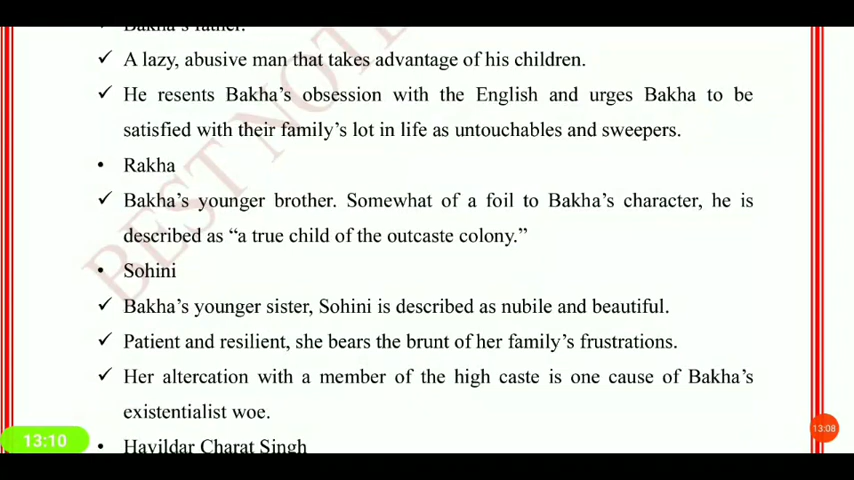 Bakha's father.
✓ A lazy, abusive man that takes advantage of his children.
✓ He resents Bakha's obsession with the English and urges Bakha to be
satisfied with their family's lot in life as untouchables and sweepers.
• Rakha
✓ Bakha's younger brother. Somewhat of a foil to Bakha's character, he is
described as “a true child of the outcaste colony.”
• Sohini
✓ Bakha's younger sister, Sohini is described as nubile and beautiful.
✓ Patient and resilient, she bears the brunt of her family's frustrations.
✓ Her altercation with a member of the high caste is one cause of Bakha's
existentialist woe.
• Havildar Charat Singh
13:10
13:08
BEST NOTE